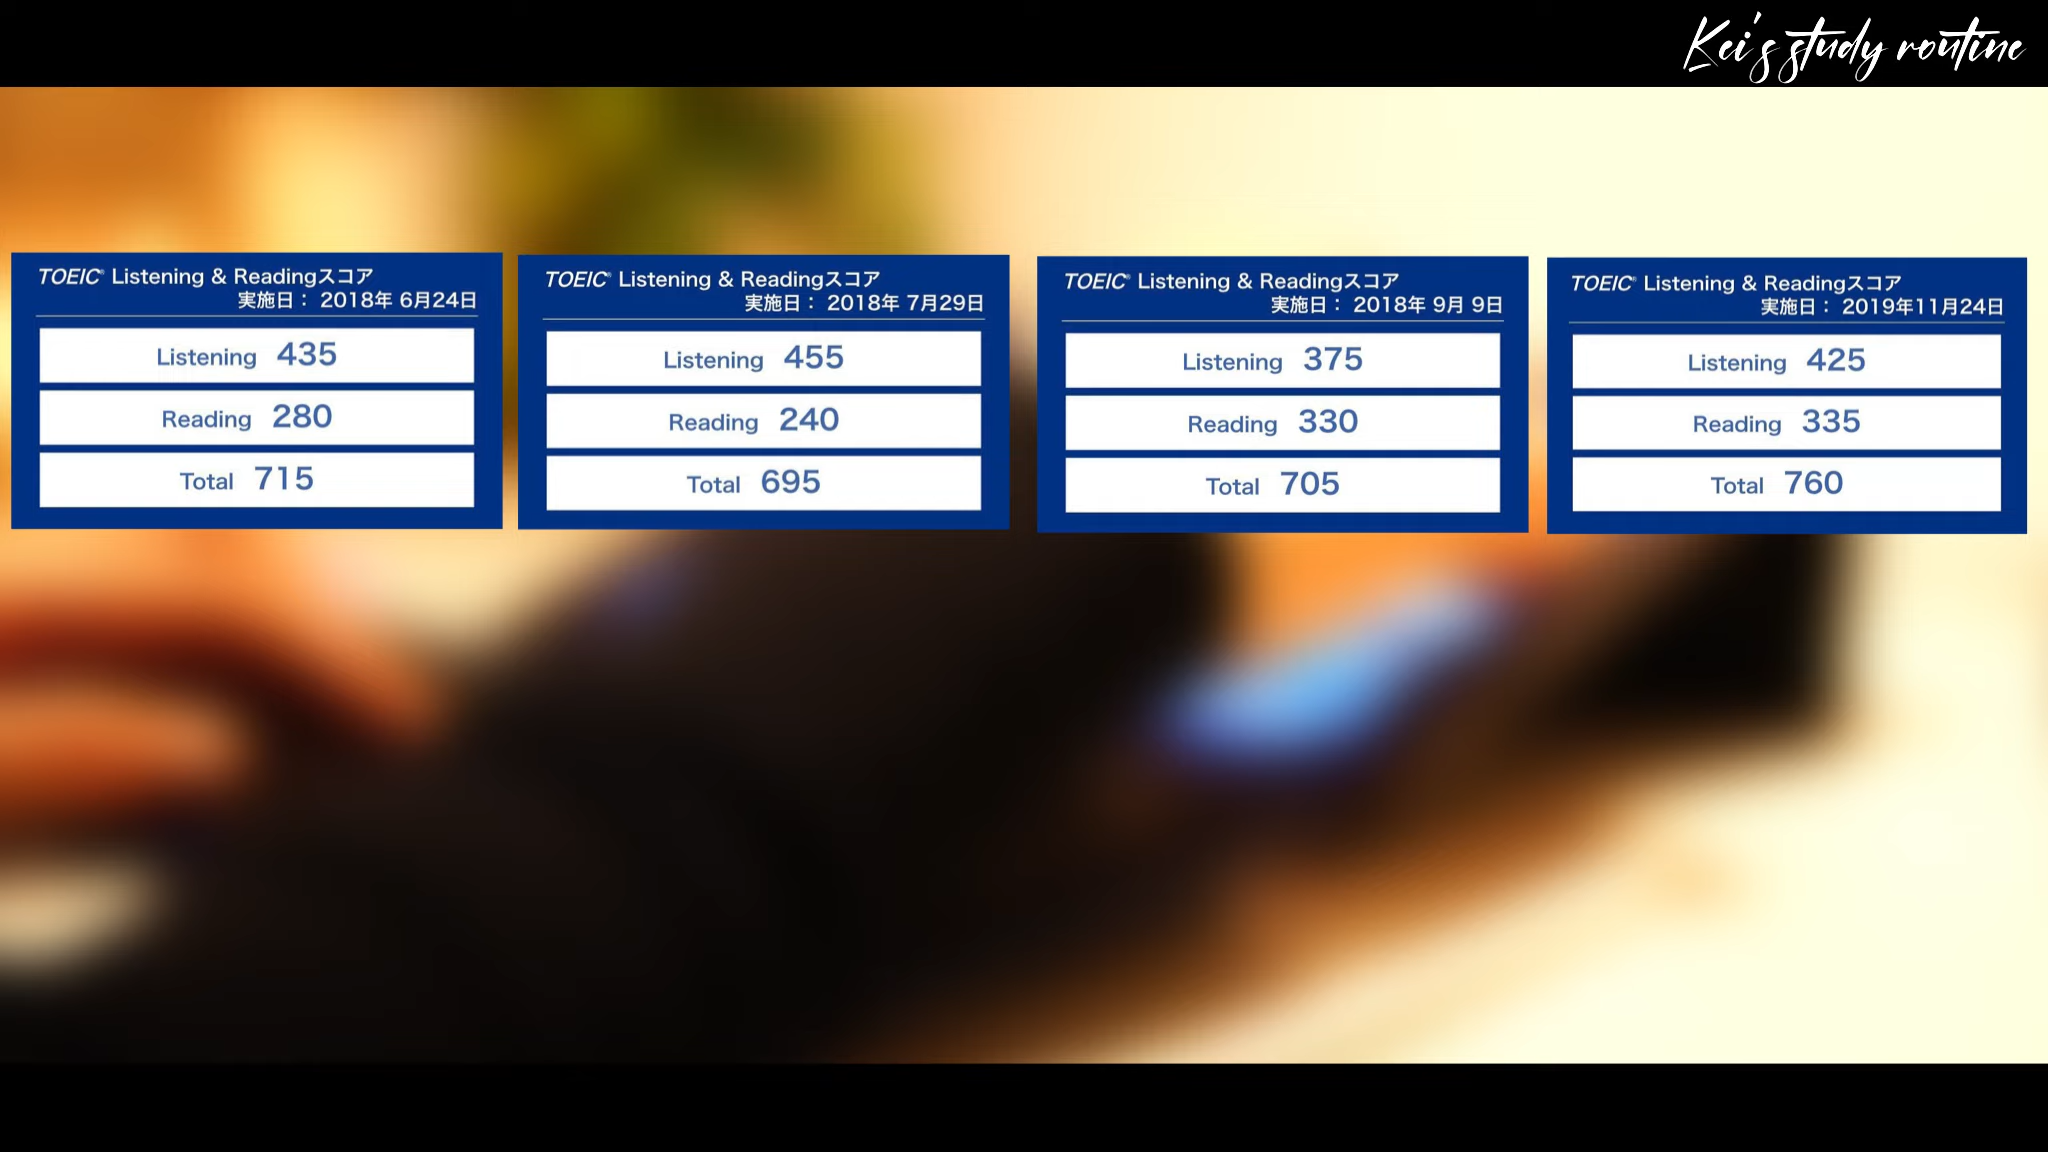 Kei's study routine
TOEIC® Listening & Readingスコア
実施日： 2018年 6月24日
Listening 435
Reading 280
Total 715
TOEIC® Listening & Readingスコア
実施日： 2018年 7月29日
Listening 455
Reading 240
Total 695
TOEIC® Listening & Readingスコア
実施日： 2018年 9月 9日
Listening 375
Reading 330
Total 705
TOEIC® Listening & Readingスコア
実施日： 2019年11月24日
Listening 425
Reading 335
Total 760